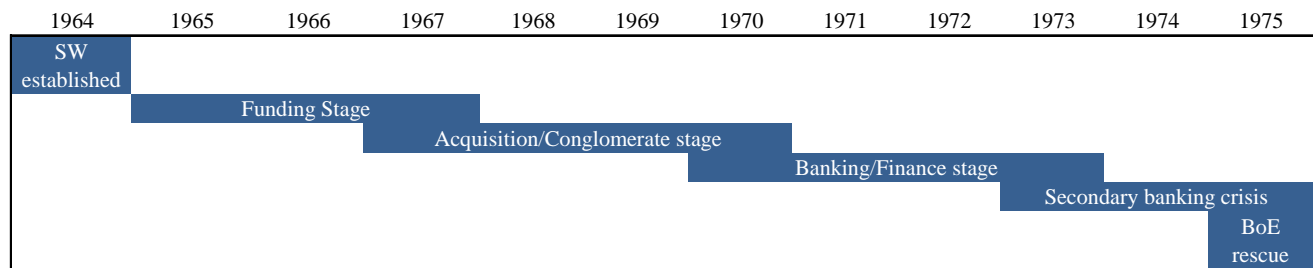 1964 1965 1966 1967 1968 1969 1970 1971 1972 1973 1974 1975
SW
established
Funding Stage
Acquisition/Conglomerate stage
Banking/Finance stage
Secondary banking crisis
BoE
rescue